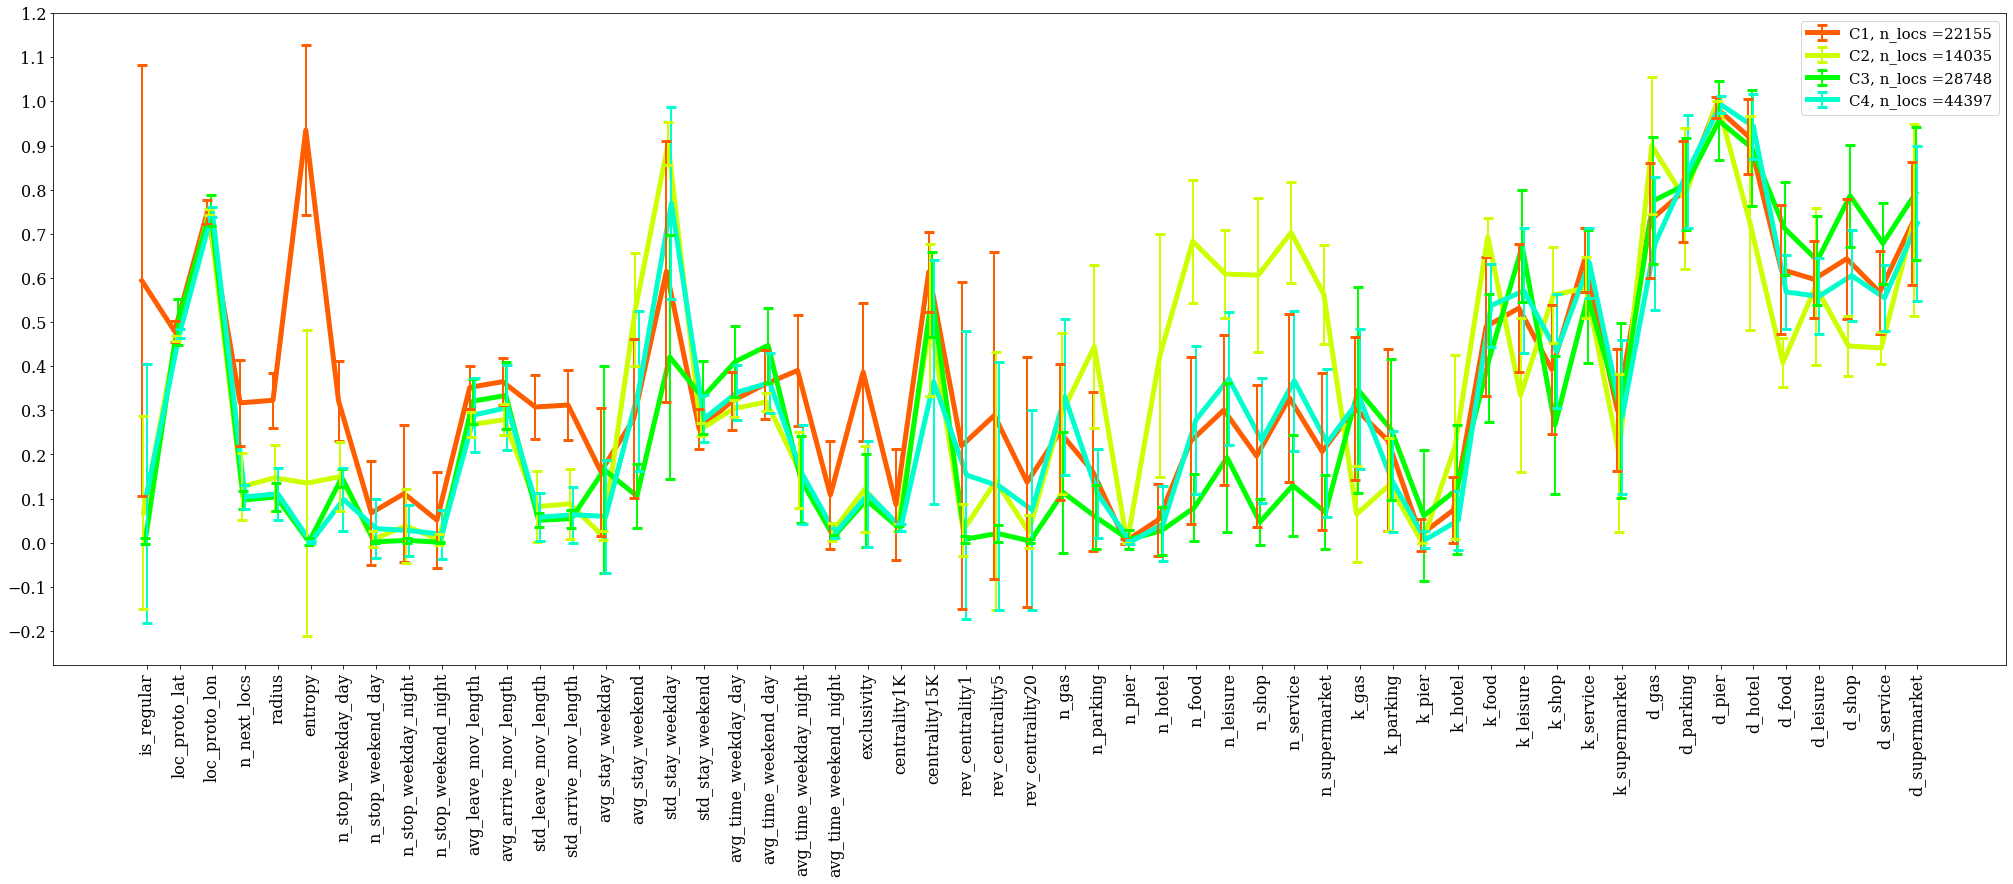 1.2
1.1
1.0
0.9
0.8
0.7
0.6
0.5
0.4
0.3
0.2
0.1
0.0
−0.1
−0.2
C1, n_locs =22155
C2, n_locs =14035
C3, n_locs =28748
C4, n_locs =44397
is_regular
loc_proto_lat
loc_proto_lon
n_next_locs
radius
entropy
n_stop_weekday_day
n_stop_weekend_day
n_stop_weekday_night
n_stop_weekend_night
avg_leave_mov_length
avg_arrive_mov_length
std_leave_mov_length
std_arrive_mov_length
avg_stay_weekday
avg_stay_weekend
std_stay_weekday
std_stay_weekend
avg_time_weekday_day
avg_time_weekend_day
avg_time_weekday_night
avg_time_weekend_night
exclusivity
centrality1K
centrality15K
rev_centrality1
rev_centrality5
rev_centrality20
n_gas
n_parking
n_pier
n_hotel
n_food
n_leisure
n_shop
n_service
n_supermarket
k_gas
k_parking
k_pier
k_hotel
k_food
k_leisure
k_shop
k_service
k_supermarket
d_gas
d_parking
d_pier
d_hotel
d_food
d_leisure
d_shop
d_service
d_supermarket